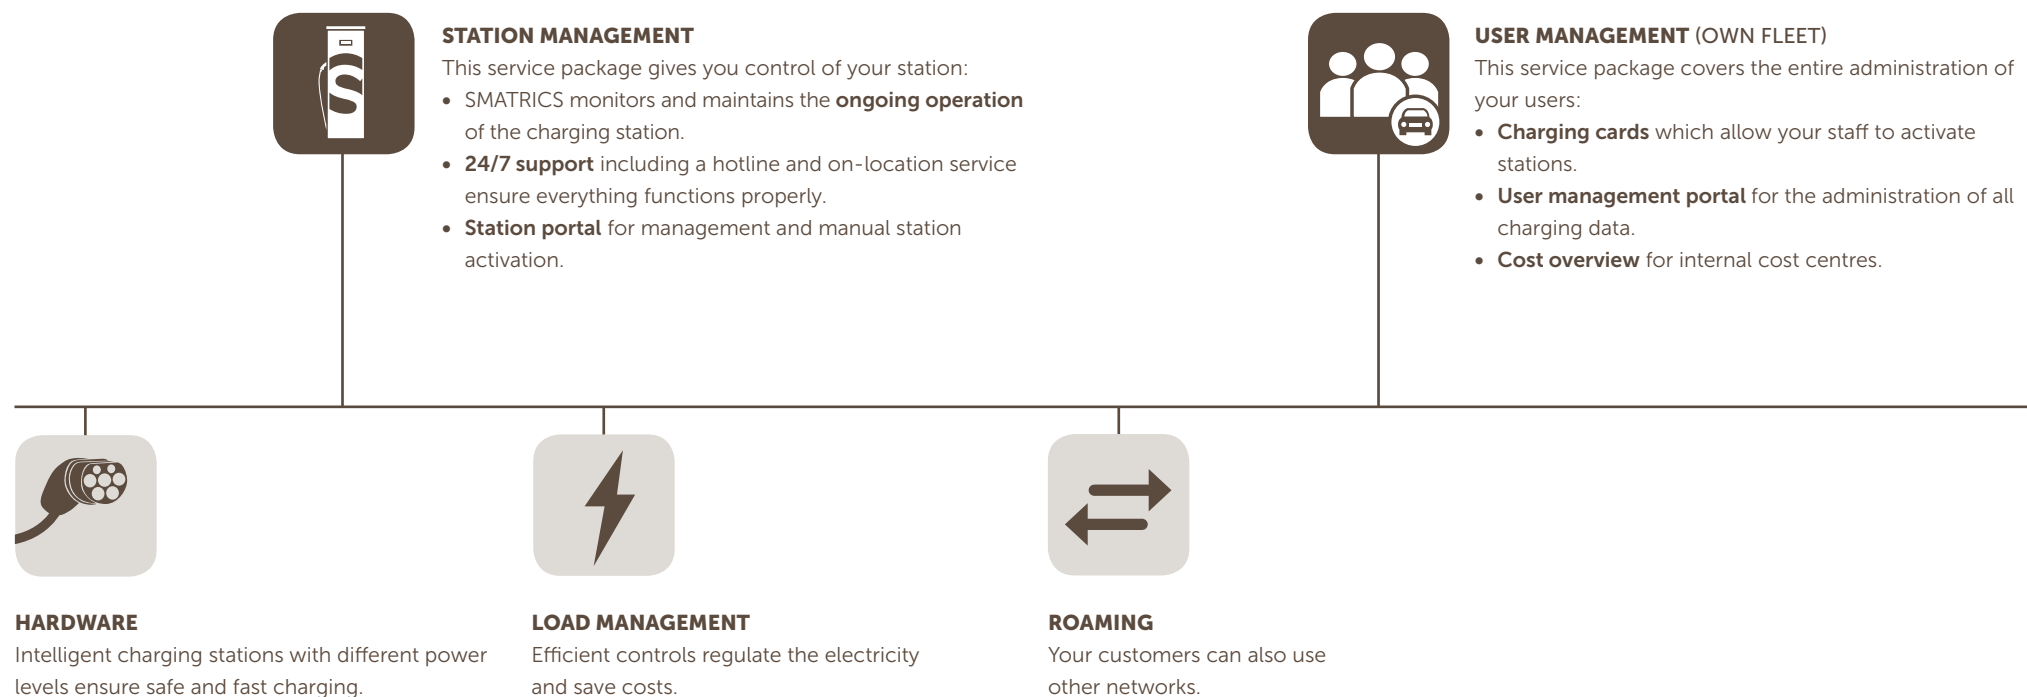 STATION MANAGEMENT
This service package gives you control of your station:
• SMATRICS monitors and maintains the ongoing operation
of the charging station.
• 24/7 support including a hotline and on-location service
ensure everything functions properly.
• Station portal for management and manual station
activation.
USER MANAGEMENT (OWN FLEET)
This service package covers the entire administration of
your users:
• Charging cards which allow your staff to activate
stations.
• User management portal for the administration of all
charging data.
• Cost overview for internal cost centres.
S
HARDWARE
Intelligent charging stations with different power
levels ensure safe and fast charging.
LOAD MANAGEMENT
Efficient controls regulate the electricity
and save costs.
ROAMING
Your customers can also use
other networks.